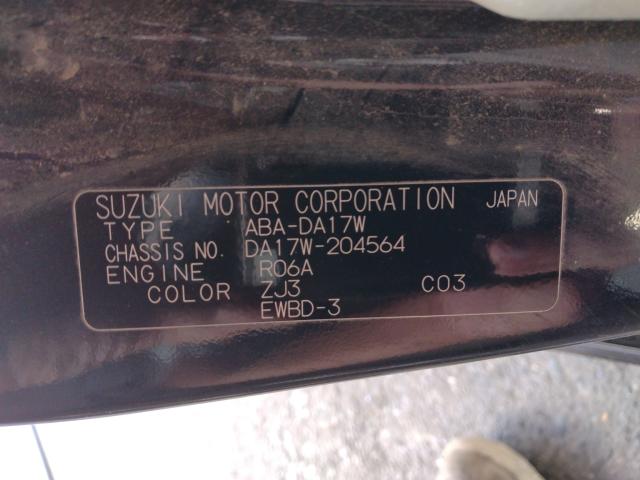 SUZUKI MOTOR CORPORATION JAPAN
TYPE ABA-DA17W
CHASSIS NO. DA17W-204564
ENGINE R06A
COLOR ZJ3 C03
EWBD-3